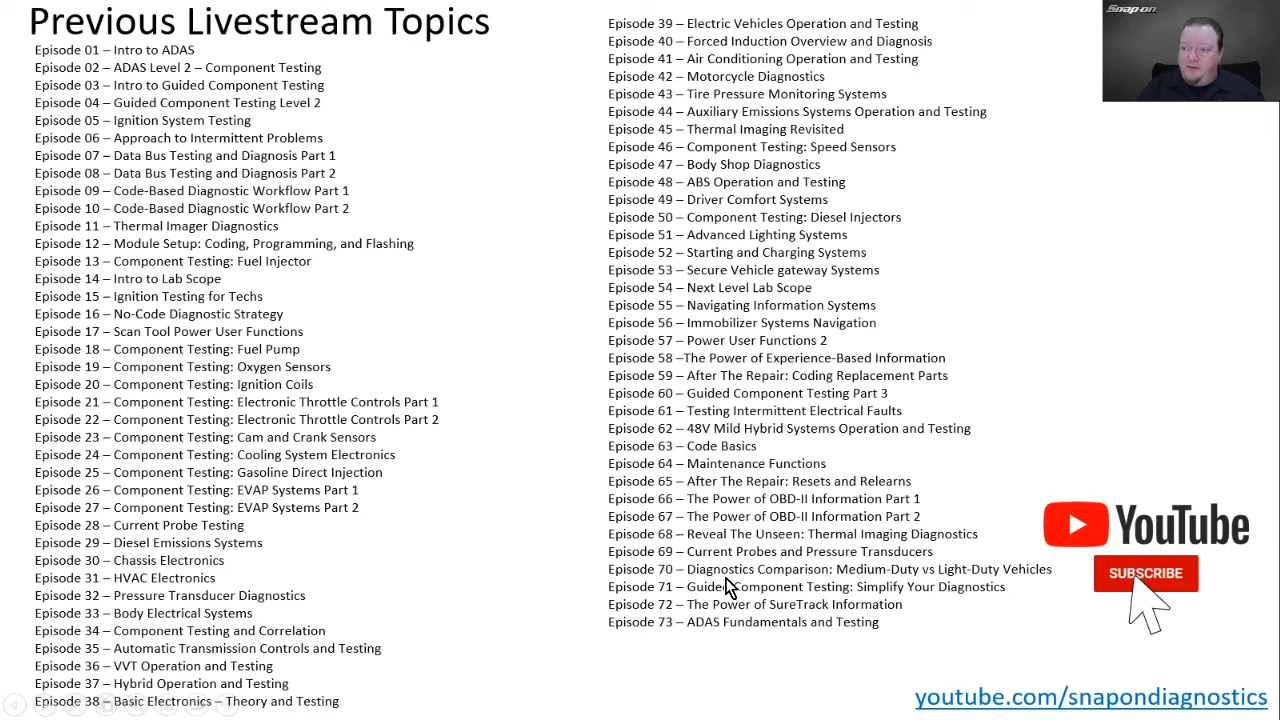 Previous Livestream Topics
Episode 01 – Intro to ADAS
Episode 02 – ADAS Level 2 – Component Testing
Episode 03 – Intro to Guided Component Testing
Episode 04 – Guided Component Testing Level 2
Episode 05 – Ignition System Testing
Episode 06 – Approach to Intermittent Problems
Episode 07 – Data Bus Testing and Diagnosis Part 1
Episode 08 – Data Bus Testing and Diagnosis Part 2
Episode 09 – Code-Based Diagnostic Workflow Part 1
Episode 10 – Code-Based Diagnostic Workflow Part 2
Episode 11 – Thermal Imager Diagnostics
Episode 12 – Module Setup: Coding, Programming, and Flashing
Episode 13 – Component Testing: Fuel Injector
Episode 14 – Intro to Lab Scope
Episode 15 – Ignition Testing for Techs
Episode 16 – No-Code Diagnostic Strategy
Episode 17 – Scan Tool Power User Functions
Episode 18 – Component Testing: Fuel Pump
Episode 19 – Component Testing: Oxygen Sensors
Episode 20 – Component Testing: Ignition Coils
Episode 21 – Component Testing: Electronic Throttle Controls Part 1
Episode 22 – Component Testing: Electronic Throttle Controls Part 2
Episode 23 – Component Testing: Cam and Crank Sensors
Episode 24 – Component Testing: Cooling System Electronics
Episode 25 – Component Testing: Gasoline Direct Injection
Episode 26 – Component Testing: EVAP Systems Part 1
Episode 27 – Component Testing: EVAP Systems Part 2
Episode 28 – Current Probe Testing
Episode 29 – Diesel Emissions Systems
Episode 30 – Chassis Electronics
Episode 31 – HVAC Electronics
Episode 32 – Pressure Transducer Diagnostics
Episode 33 – Body Electrical Systems
Episode 34 – Component Testing and Correlation
Episode 35 – Automatic Transmission Controls and Testing
Episode 36 – VVT Operation and Testing
Episode 37 – Hybrid Operation and Testing
Episode 38 – Basic Electronics – Theory and Testing
Episode 39 – Electric Vehicles Operation and Testing
Episode 40 – Forced Induction Overview and Diagnosis
Episode 41 – Air Conditioning Operation and Testing
Episode 42 – Motorcycle Diagnostics
Episode 43 – Tire Pressure Monitoring Systems
Episode 44 – Auxiliary Emissions Systems Operation and Testing
Episode 45 – Thermal Imaging Revisited
Episode 46 – Component Testing: Speed Sensors
Episode 47 – Body Shop Diagnostics
Episode 48 – ABS Operation and Testing
Episode 49 – Driver Comfort Systems
Episode 50 – Component Testing: Diesel Injectors
Episode 51 – Advanced Lighting Systems
Episode 52 – Starting and Charging Systems
Episode 53 – Secure Vehicle gateway Systems
Episode 54 – Next Level Lab Scope
Episode 55 – Navigating Information Systems
Episode 56 – Immobilizer Systems Navigation
Episode 57 – Power User Functions 2
Episode 58 –The Power of Experience-Based Information
Episode 59 – After The Repair: Coding Replacement Parts
Episode 60 – Guided Component Testing Part 3
Episode 61 – Testing Intermittent Electrical Faults
Episode 62 – 48V Mild Hybrid Systems Operation and Testing
Episode 63 – Code Basics
Episode 64 – Maintenance Functions
Episode 65 – After The Repair: Resets and Relearns
Episode 66 – The Power of OBD-II Information Part 1
Episode 67 – The Power of OBD-II Information Part 2
Episode 68 – Reveal The Unseen: Thermal Imaging Diagnostics
Episode 69 – Current Probes and Pressure Transducers
Episode 70 – Diagnostics Comparison: Medium-Duty vs Light-Duty Vehicles
Episode 71 – Guided Component Testing: Simplify Your Diagnostics
Episode 72 – The Power of SureTrack Information
Episode 73 – ADAS Fundamentals and Testing
Snap-on
YouTube
SUBSCRIBE
youtube.com/snapondiagnostics